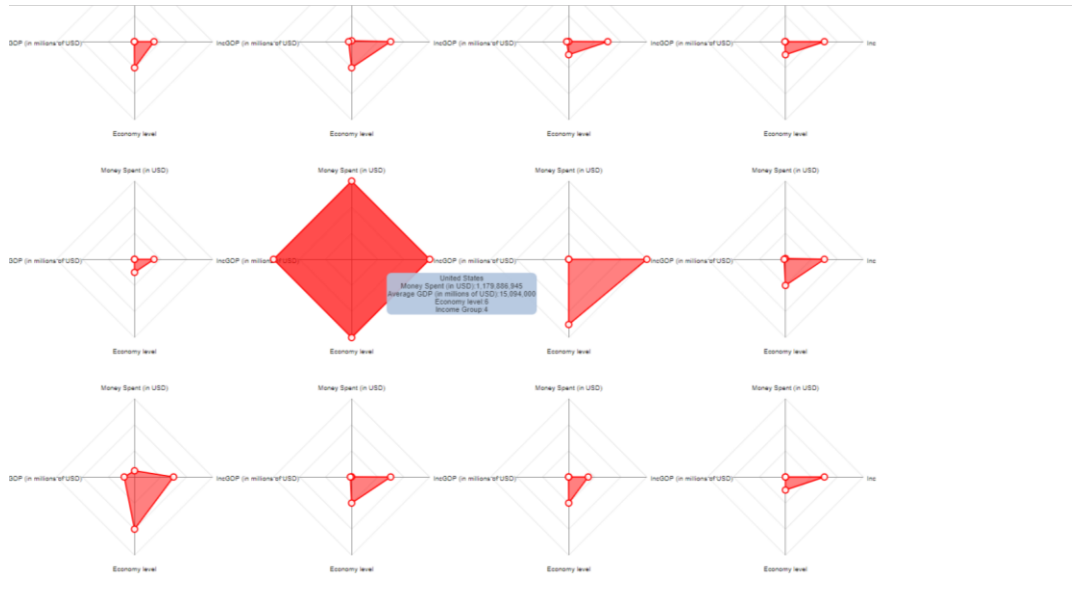 GDP (in millions of USD)
IncGDP (in millions of USD)
IncGDP (in millions of USD)
IncGDP (in millions of USD)
Inc
Economy level
Economy level
Economy level
Economy level
Money Spent (in USD)
Money Spent (in USD)
Money Spent (in USD)
Money Spent (in USD)
GDP (in millions of USD)
IncGDP (in millions of USD)
IncGDP (in millions of USD)
IncGDP (in millions of USD)
Inc
United States
Money Spent (in USD):1,179,886,945
Average GDP (in millions of USD):15,094,000
Economy level:6
Income Group:4
Economy level
Economy level
Economy level
Economy level
Money Spent (in USD)
Money Spent (in USD)
Money Spent (in USD)
Money Spent (in USD)
GDP (in millions of USD)
IncGDP (in millions of USD)
IncGDP (in millions of USD)
IncGDP (in millions of USD)
Inc
Economy level
Economy level
Economy level
Economy level